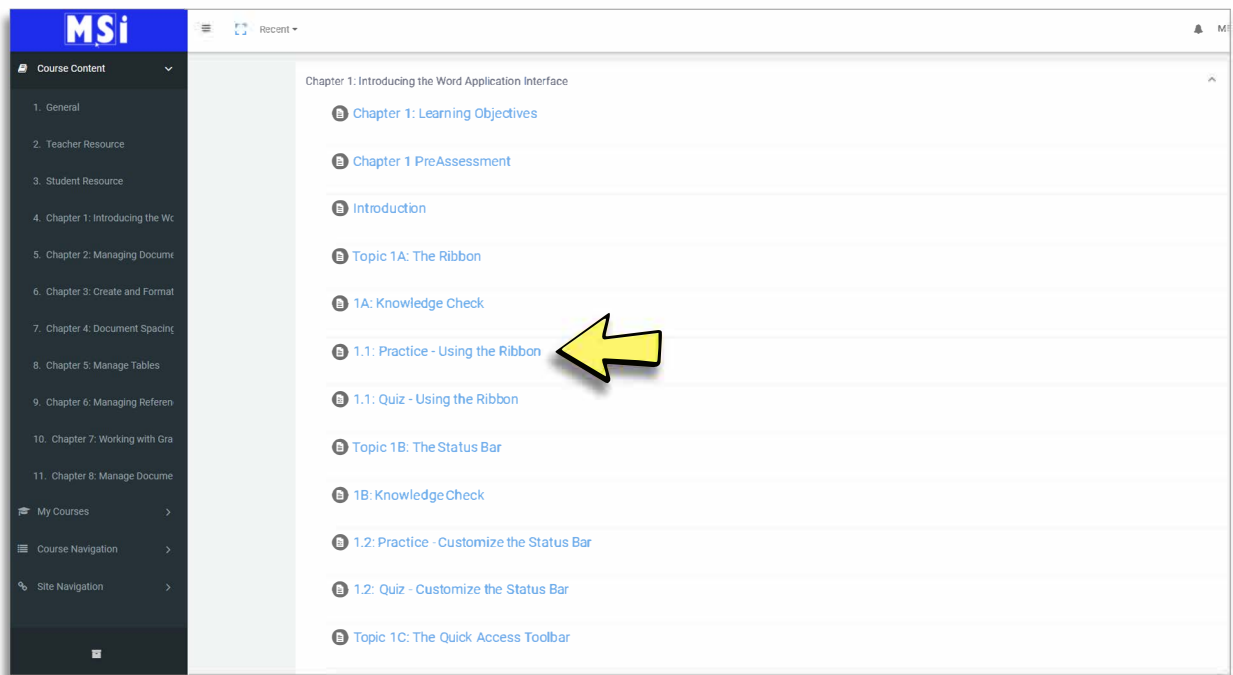 MSi
Recent
Course Content
1. General
2. Teacher Resource
3. Student Resource
4. Chapter 1: Introducing the Wo
5. Chapter 2: Managing Docume
6. Chapter 3: Create and Format
7. Chapter 4: Document Spacing
8. Chapter 5: Manage Tables
9. Chapter 6: Managing Referen
10. Chapter 7: Working with Gra
11. Chapter 8: Manage Docume
My Courses
Course Navigation
Site Navigation
Chapter 1: Introducing the Word Application Interface
Chapter 1: Learning Objectives
Chapter 1 PreAssessment
Introduction
Topic 1A: The Ribbon
1A: Knowledge Check
1.1: Practice - Using the Ribbon
1.1: Quiz - Using the Ribbon
Topic 1B: The Status Bar
1B: Knowledge Check
1.2: Practice - Customize the Status Bar
1.2: Quiz - Customize the Status Bar
Topic 1C: The Quick Access Toolbar